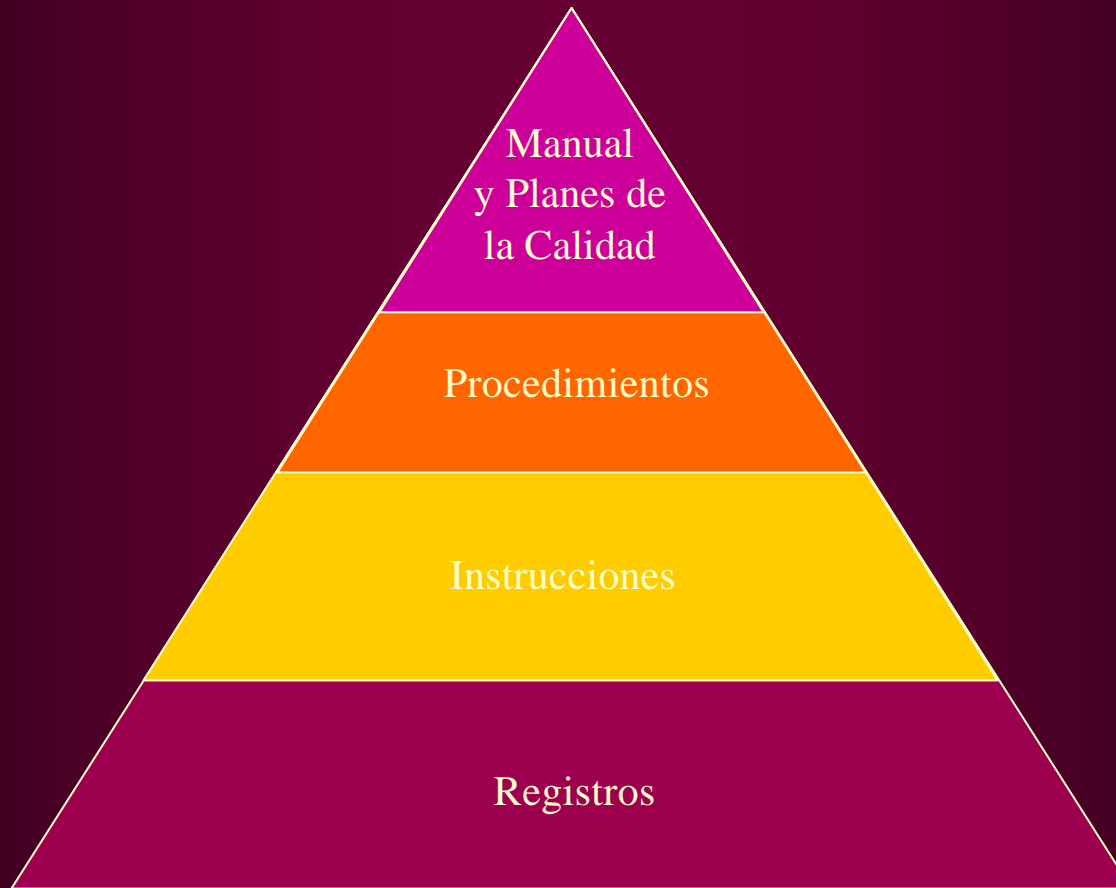 Manual
y Planes de
la Calidad
Procedimientos
Instrucciones
Registros